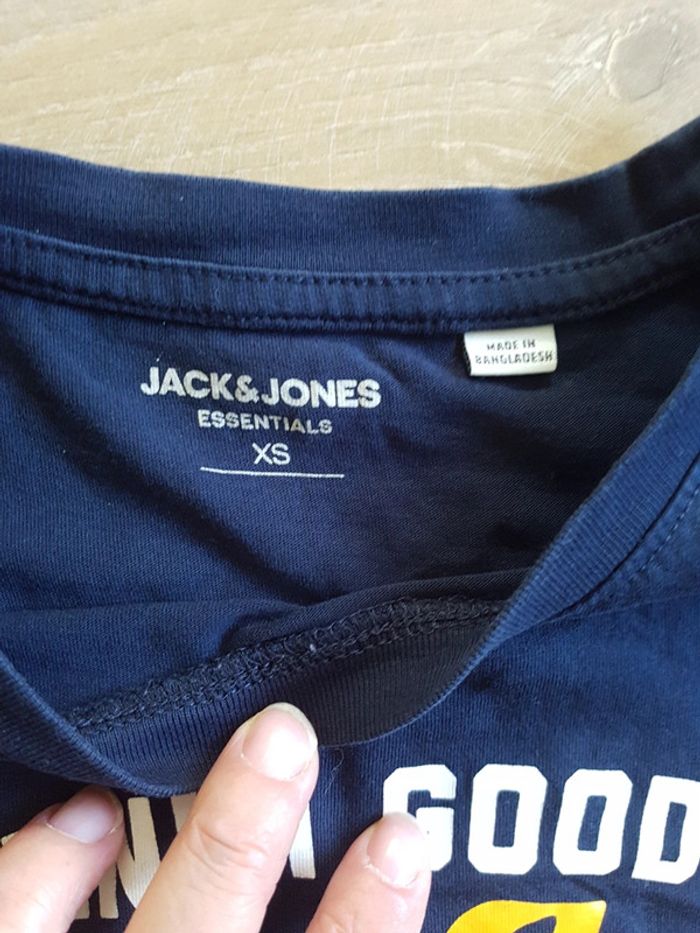 MADE IN
BANGLADESH
JACK&JONES
ESSENTIALS
XS
GOOD